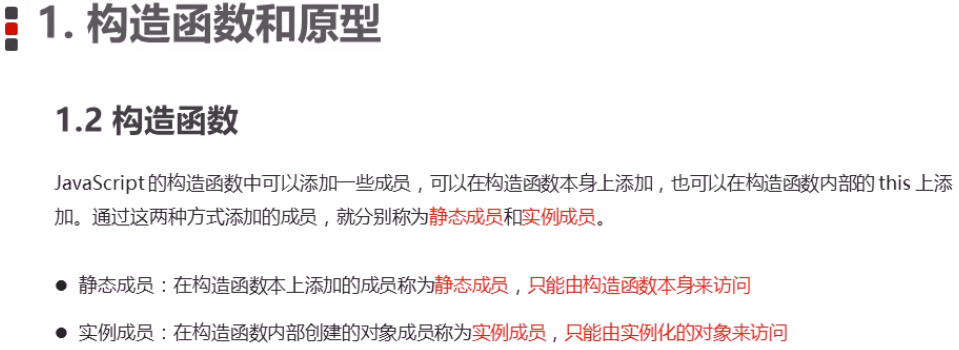 1. 构造函数和原型
1.2 构造函数
JavaScript 的构造函数中可以添加一些成员，可以在构造函数本身上添加，也可以在构造函数内部的 this 上添
加。通过这两种方式添加的成员，就分别称为静态成员和实例成员。
● 静态成员：在构造函数本上添加的成员称为静态成员，只能由构造函数本身来访问
● 实例成员：在构造函数内部创建的对象成员称为实例成员，只能由实例化的对象来访问